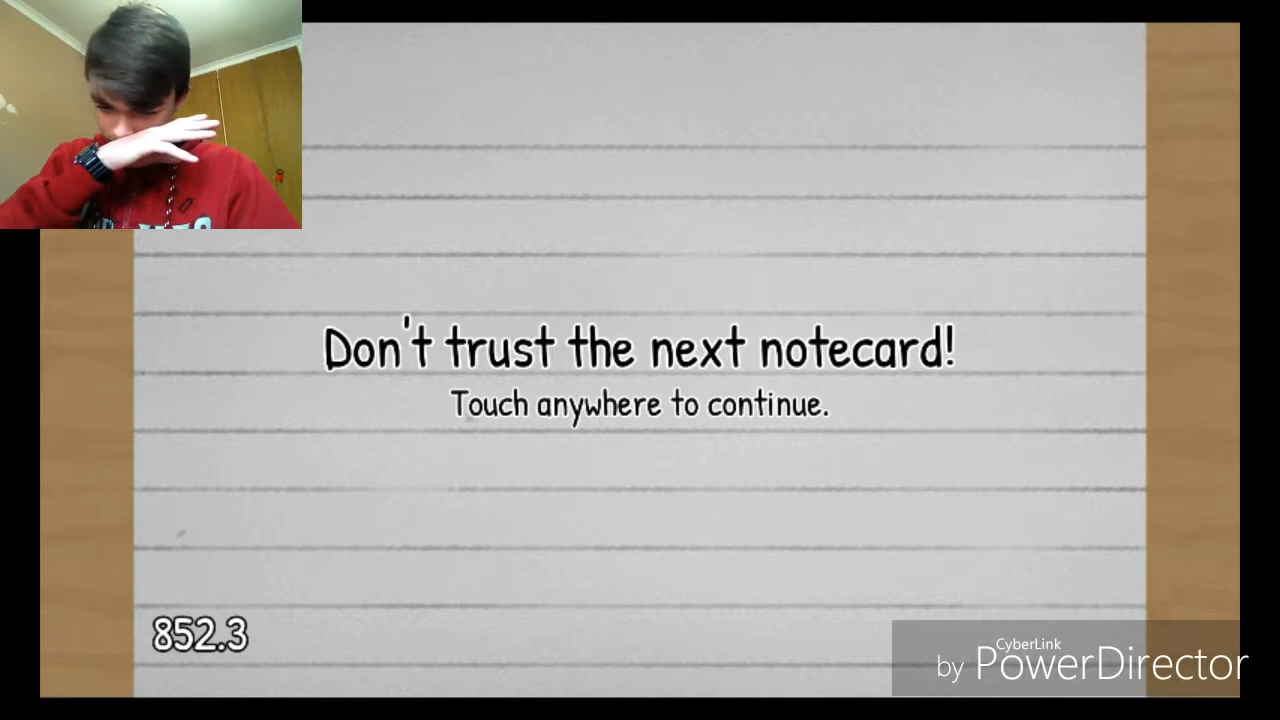 Don't trust the next notecard!
Touch anywhere to continue.
852.3
CyberLink
by PowerDirector